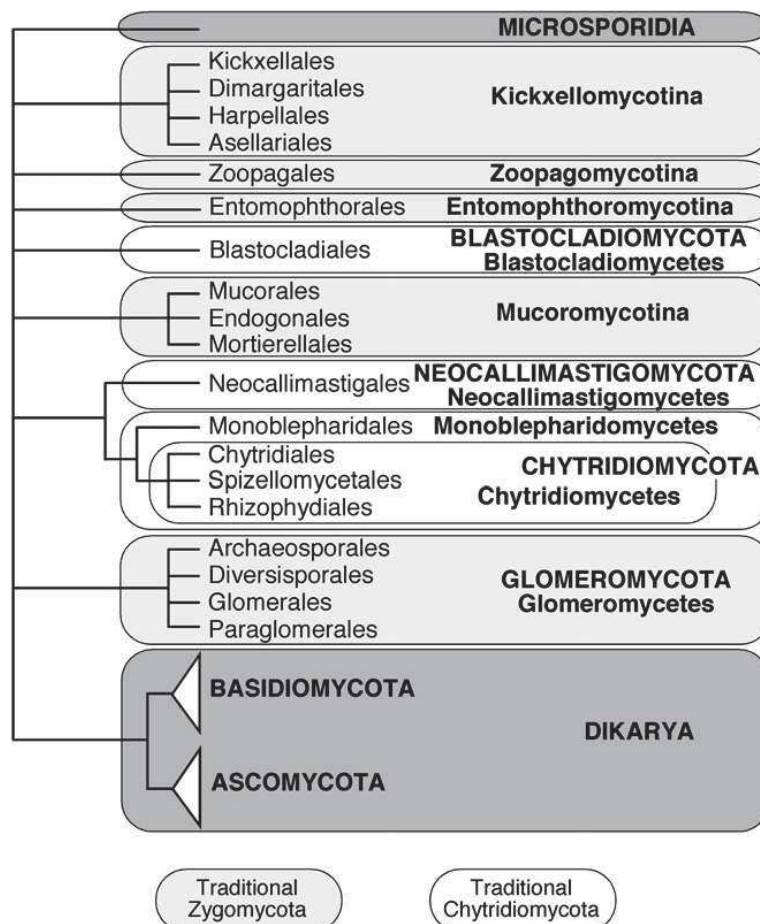 MICROSPORIDIA
Kickxellales
Dimargaritales
Harpellales
Asellariales
Kickxellomycotina
Zoopagales Zoopagomycotina
Entomophthorales Entomophthoromycotina
Blastocladiales
BLASTOCLADIOMYCOTA
Blastocladiomycetes
Mucorales
Endogonales
Mortierellales
Mucoromycotina
Neocallimastigales
NEOCALLIMASTIGOMYCOTA
Neocallimastigomycetes
Monoblepharidales Monoblepharidomycetes
Chytridiales
Spizellomycetales
Rhizophydiales
CHYTRIDIOMYCOTA
Chytridiomycetes
Archaeosporales
Diversisporales
Glomerales
Paraglomerales
GLOMEROMYCOTA
Glomeromycetes
BASIDIOMYCOTA
DIKARYA
ASCOMYCOTA
Traditional
Zygomycota
Traditional
Chytridiomycota